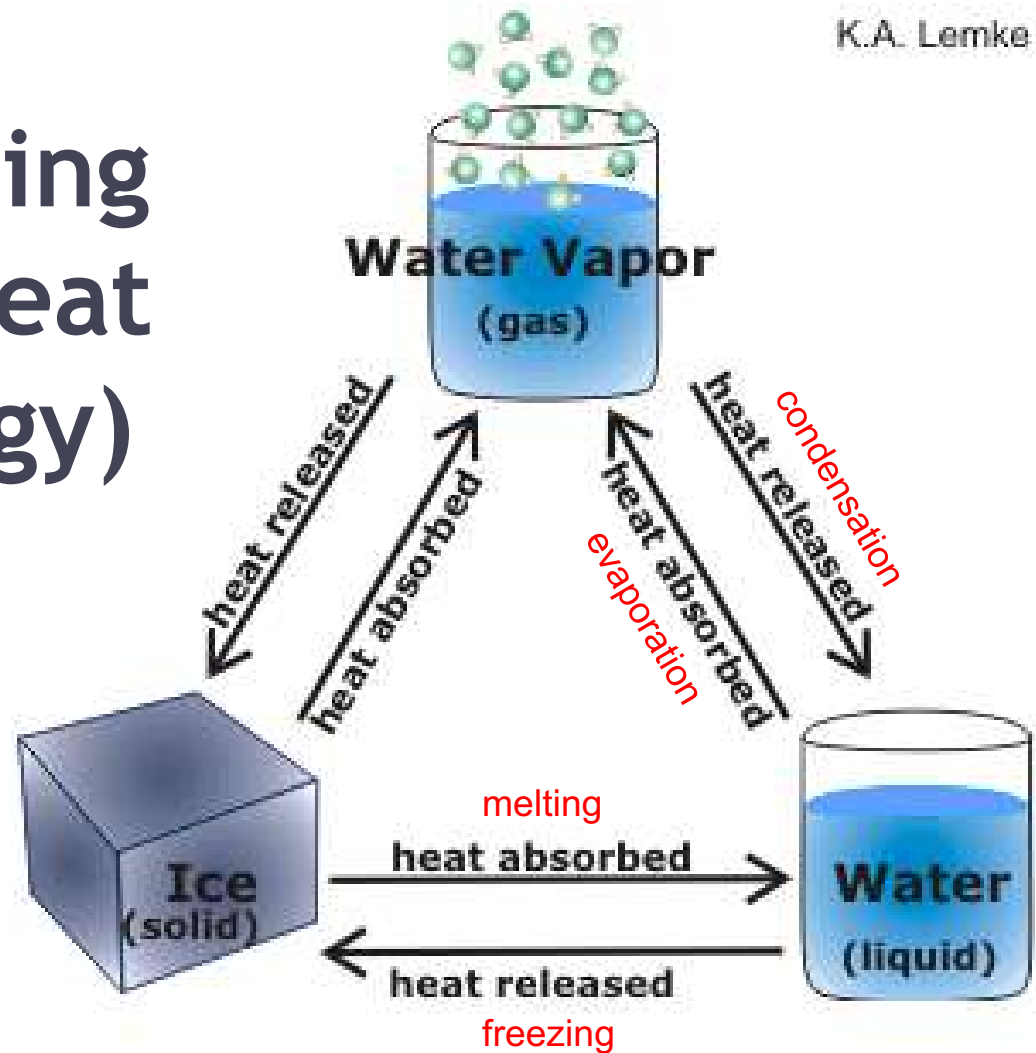 K.A. Lemke
ing
eat
gy)
Water Vapor
(gas)
heat released
heat absorbed
heat absorbed
evaporation
heat released
condensation
melting
heat absorbed
Ice
(solid)
Water
(liquid)
heat released
freezing